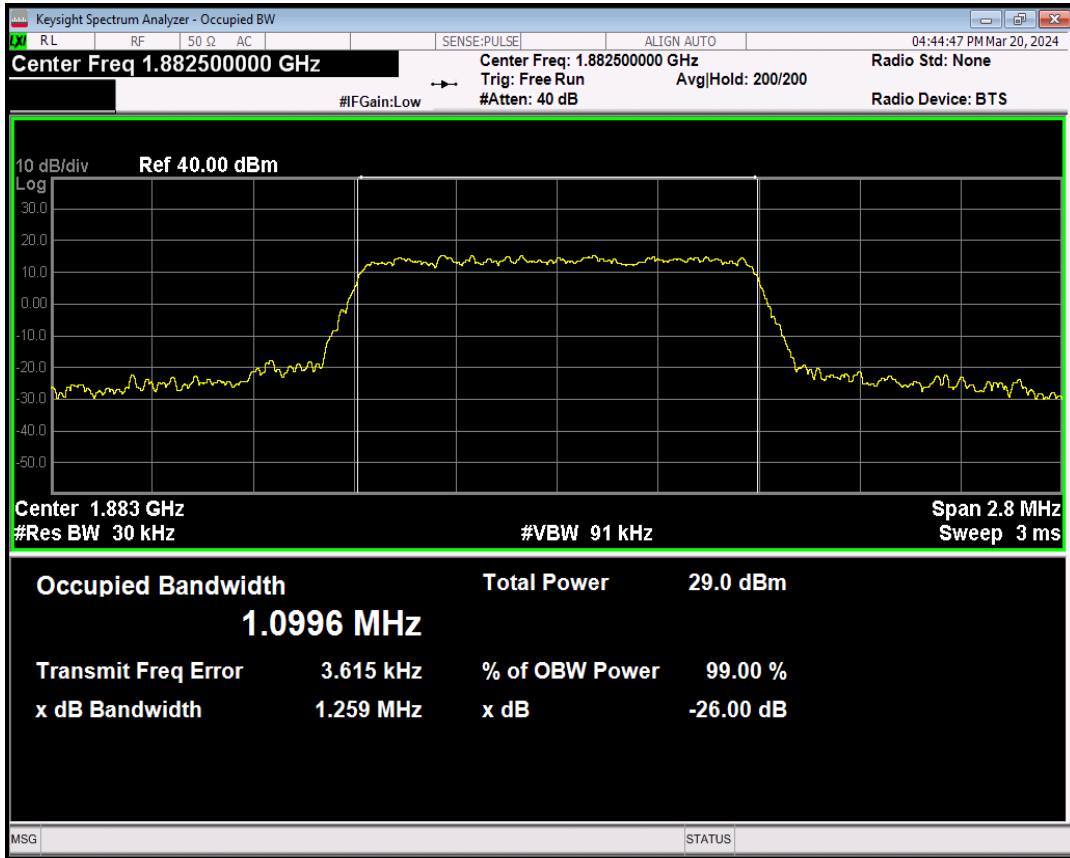 Keysight Spectrum Analyzer - Occupied BW
LXI RL RF 50 Ω AC SENSE:PULSE ALIGN AUTO 04:44:47 PM Mar 20, 2024
Center Freq 1.882500000 GHz Center Freq: 1.882500000 GHz Radio Std: None
Trig: Free Run Avg|Hold: 200/200
#IFGain:Low #Atten: 40 dB Radio Device: BTS
10 dB/div Ref 40.00 dBm
Log
30.0
20.0
10.0
0.00
-10.0
-20.0
-30.0
-40.0
-50.0
Center 1.883 GHz Span 2.8 MHz
#Res BW 30 kHz #VBW 91 kHz Sweep 3 ms
Occupied Bandwidth Total Power 29.0 dBm
1.0996 MHz
Transmit Freq Error 3.615 kHz % of OBW Power 99.00 %
x dB Bandwidth 1.259 MHz x dB -26.00 dB
MSG STATUS